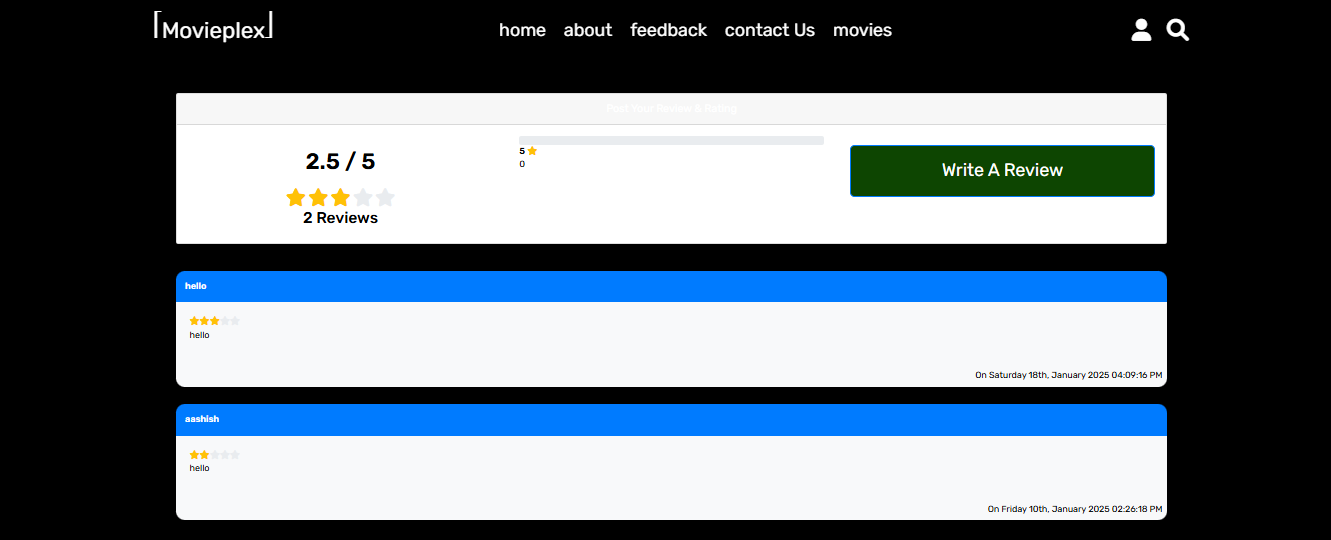 [Movieplex]
home about feedback contact Us movies
Post Your Review & Rating
2.5 / 5
2 Reviews
5
0
Write A Review
hello
hello
On Saturday 18th, January 2025 04:09:16 PM
aashish
hello
On Friday 10th, January 2025 02:26:18 PM